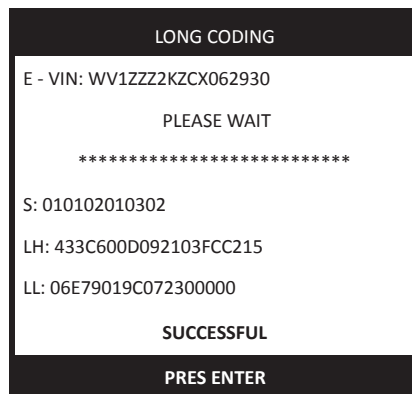 LONG CODING
E - VIN: WV1ZZZ2KZCX062930
PLEASE WAIT
***************************
S: 010102010302
LH: 433C600D092103FCC215
LL: 06E79019C072300000
SUCCESSFUL
PRES ENTER